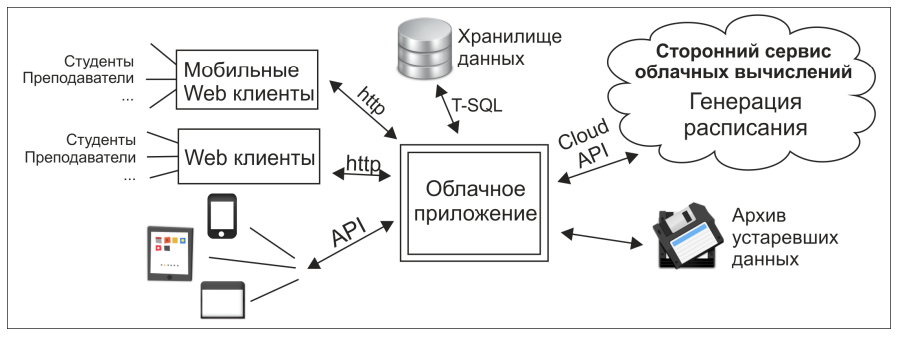 Студенты
Преподаватели
...
Мобильные
Web клиенты
http
Хранилище
данных
T-SQL
Сторонний сервис
облачных вычислений
Генерация
расписания
Студенты
Преподаватели
...
Web клиенты
http
Облачное
приложение
Cloud
API
API
Архив
устаревших
данных